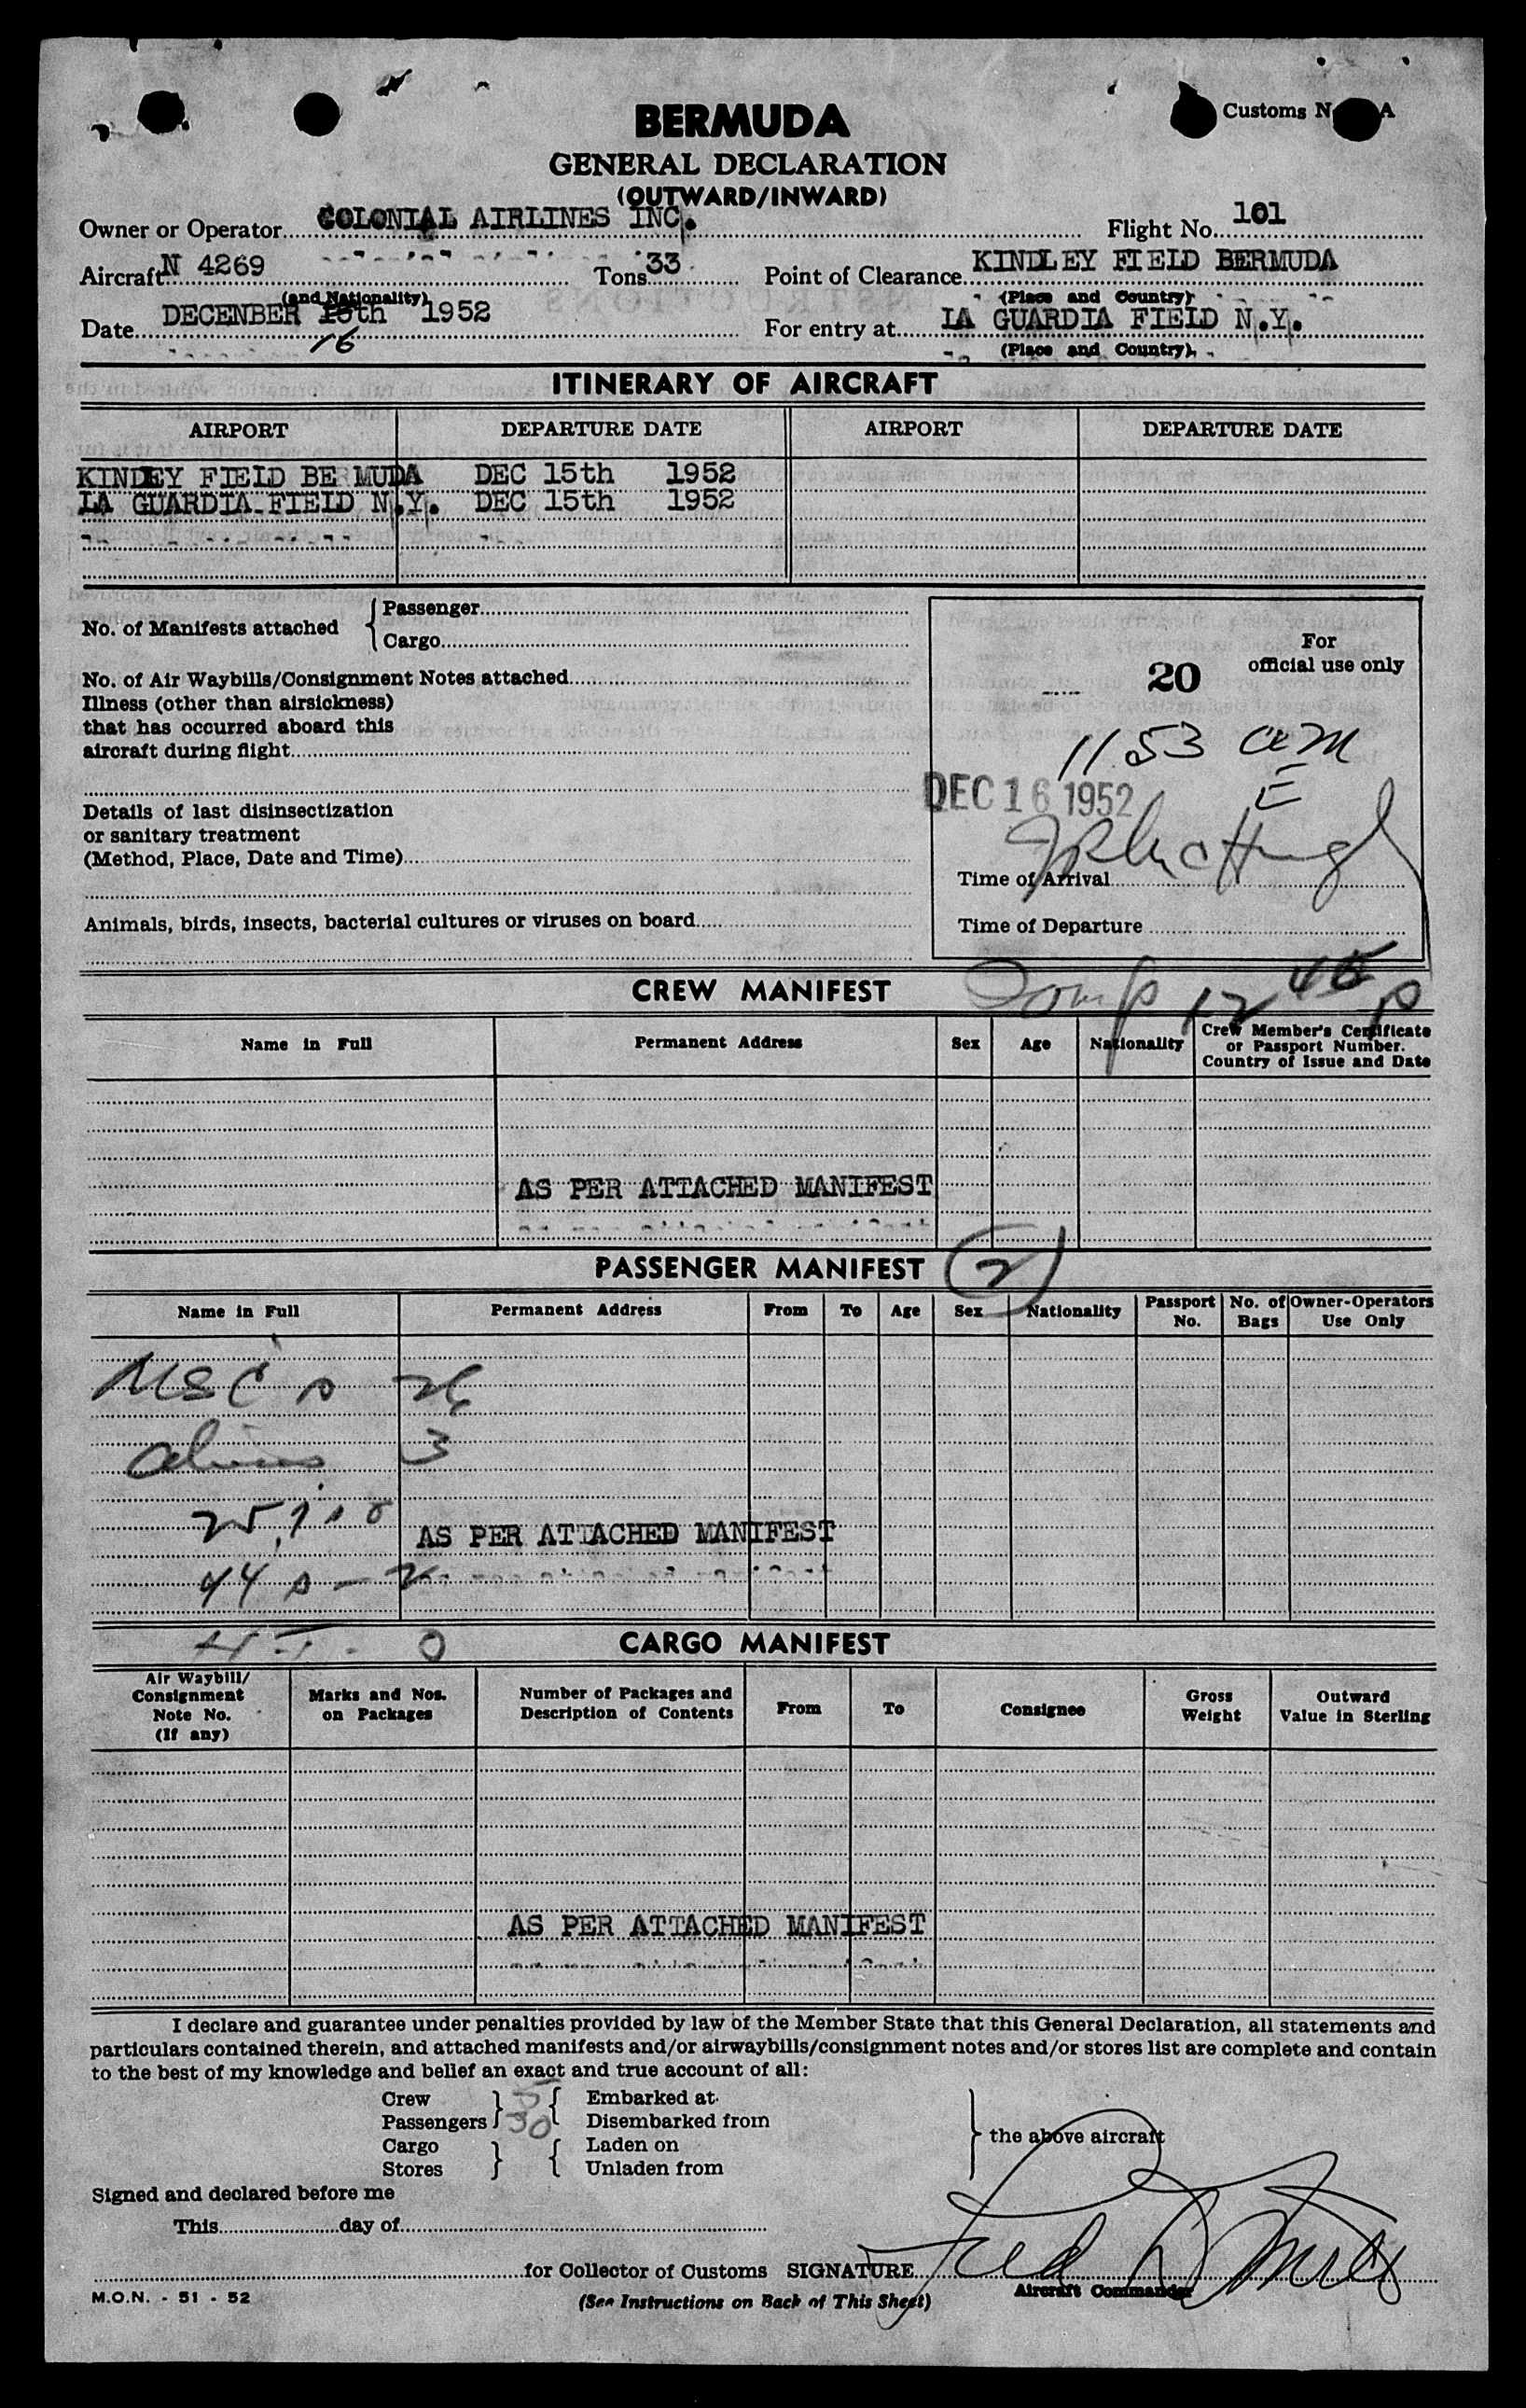 Customs N A
BERMUDA
GENERAL DECLARATION
(OUTWARD/INWARD)
Owner or Operator COLONIAL AIRLINES INC. Flight No. 101
Aircraft N 4269 Tons 33 Point of Clearance KINDLEY FIELD BERMUDA
(and Nationality) (Place and Country)
Date DECENBER 15th 1952 For entry at LA GUARDIA FIELD N.Y.
16 (Place and Country)
ITINERARY OF AIRCRAFT
AIRPORT DEPARTURE DATE AIRPORT DEPARTURE DATE
KINDEY FIELD BERMUDA DEC 15th 1952
LA GUARDIA FIELD N.Y. DEC 15th 1952
No. of Manifests attached { Passenger
Cargo
No. of Air Waybills/Consignment Notes attached
Illness (other than airsickness)
that has occurred aboard this
aircraft during flight
Details of last disinsectization
or sanitary treatment
(Method, Place, Date and Time)
Animals, birds, insects, bacterial cultures or viruses on board
For
official use only
20
11 53 am
E
DEC 16 1952
Time of Arrival
Time of Departure
CREW MANIFEST
12 45 p
Name in Full Permanent Address Sex Age Nationality Crew Member's Certificate
or Passport Number.
Country of Issue and Date
AS PER ATTACHED MANIFEST
PASSENGER MANIFEST (2)
Name in Full Permanent Address From To Age Sex Nationality Passport No. No. of Bags Owner-Operators Use Only
26
Aliens 3
AS PER ATTACHED MANIFEST
44 s - 2
0
CARGO MANIFEST
Air Waybill/
Consignment
Note No.
(If any)
Marks and Nos.
on Packages
Number of Packages and
Description of Contents
From To Consignee
Gross
Weight
Outward
Value in Sterling
AS PER ATTACHED MANIFEST
I declare and guarantee under penalties provided by law of the Member State that this General Declaration, all statements and
particulars contained therein, and attached manifests and/or airwaybills/consignment notes and/or stores list are complete and contain
to the best of my knowledge and belief an exact and true account of all:
Crew } 5 { Embarked at
Passengers 30 Disembarked from
} the above aircraft
Cargo } { Laden on
Stores Unladen from
Signed and declared before me
This day of
for Collector of Customs SIGNATURE Fred
Aircraft Commander
M.O.N. - 51 - 52
(See Instructions on Back of This Sheet)